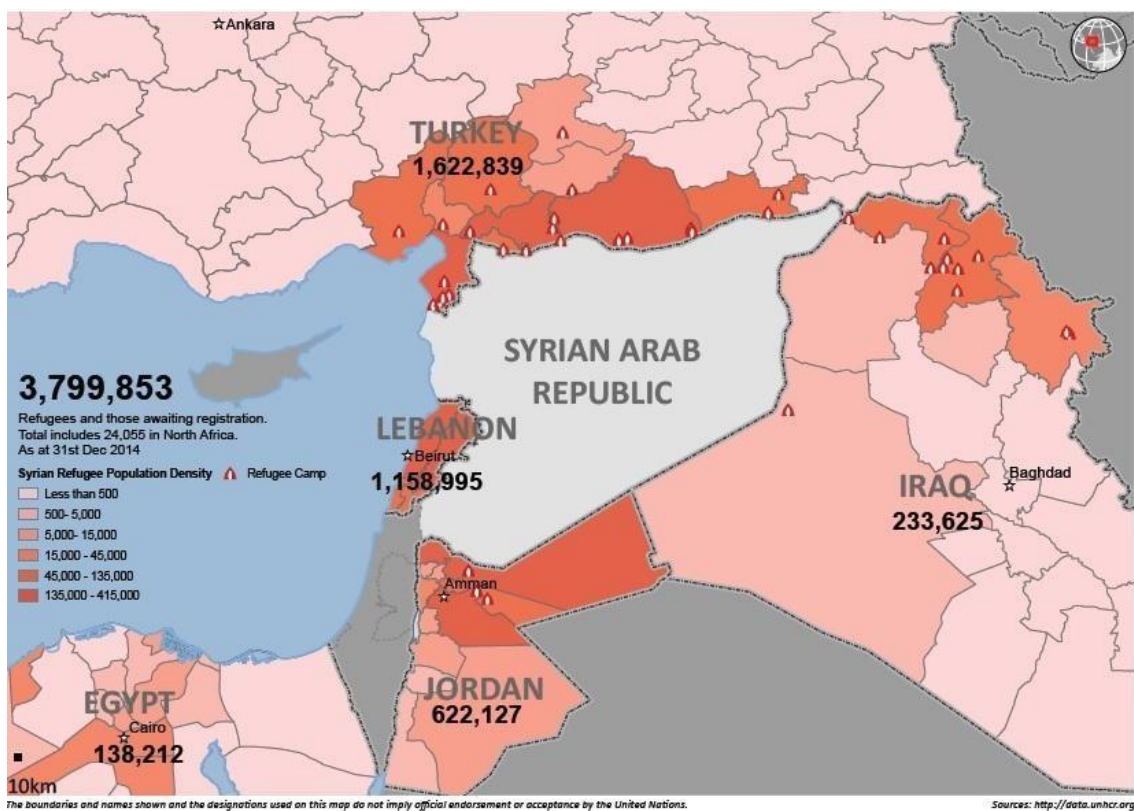 Ankara
TURKEY
1,622,839
SYRIAN ARAB
REPUBLIC
3,799,853
Refugees and those awaiting registration.
Total includes 24,055 in North Africa.
As at 31st Dec 2014
Syrian Refugee Population Density
Refugee Camp
Less than 500
500- 5,000
5,000- 15,000
15,000 - 45,000
45,000 - 135,000
135,000 - 415,000
LEBANON
Beirut
1,158,995
IRAQ
Baghdad
233,625
Amman
JORDAN
622,127
EGYPT
Cairo
138,212
10km
The boundaries and names shown and the designations used on this map do not imply official endorsement or acceptance by the United Nations.
Sources: http://data.unhcr.org